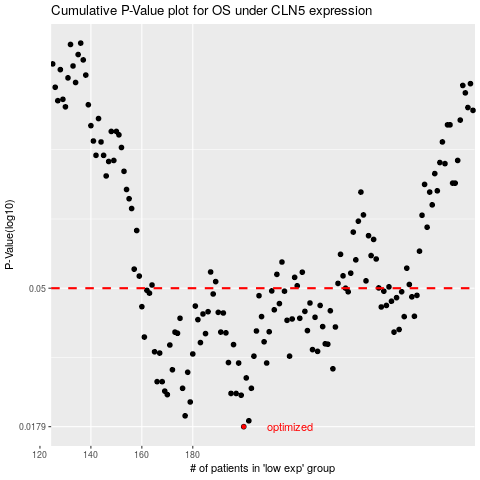 Cumulative P-Value plot for OS under CLN5 expression
P-Value(log10)
0.05
0.0179
optimized
120 140 160 180
# of patients in 'low exp' group